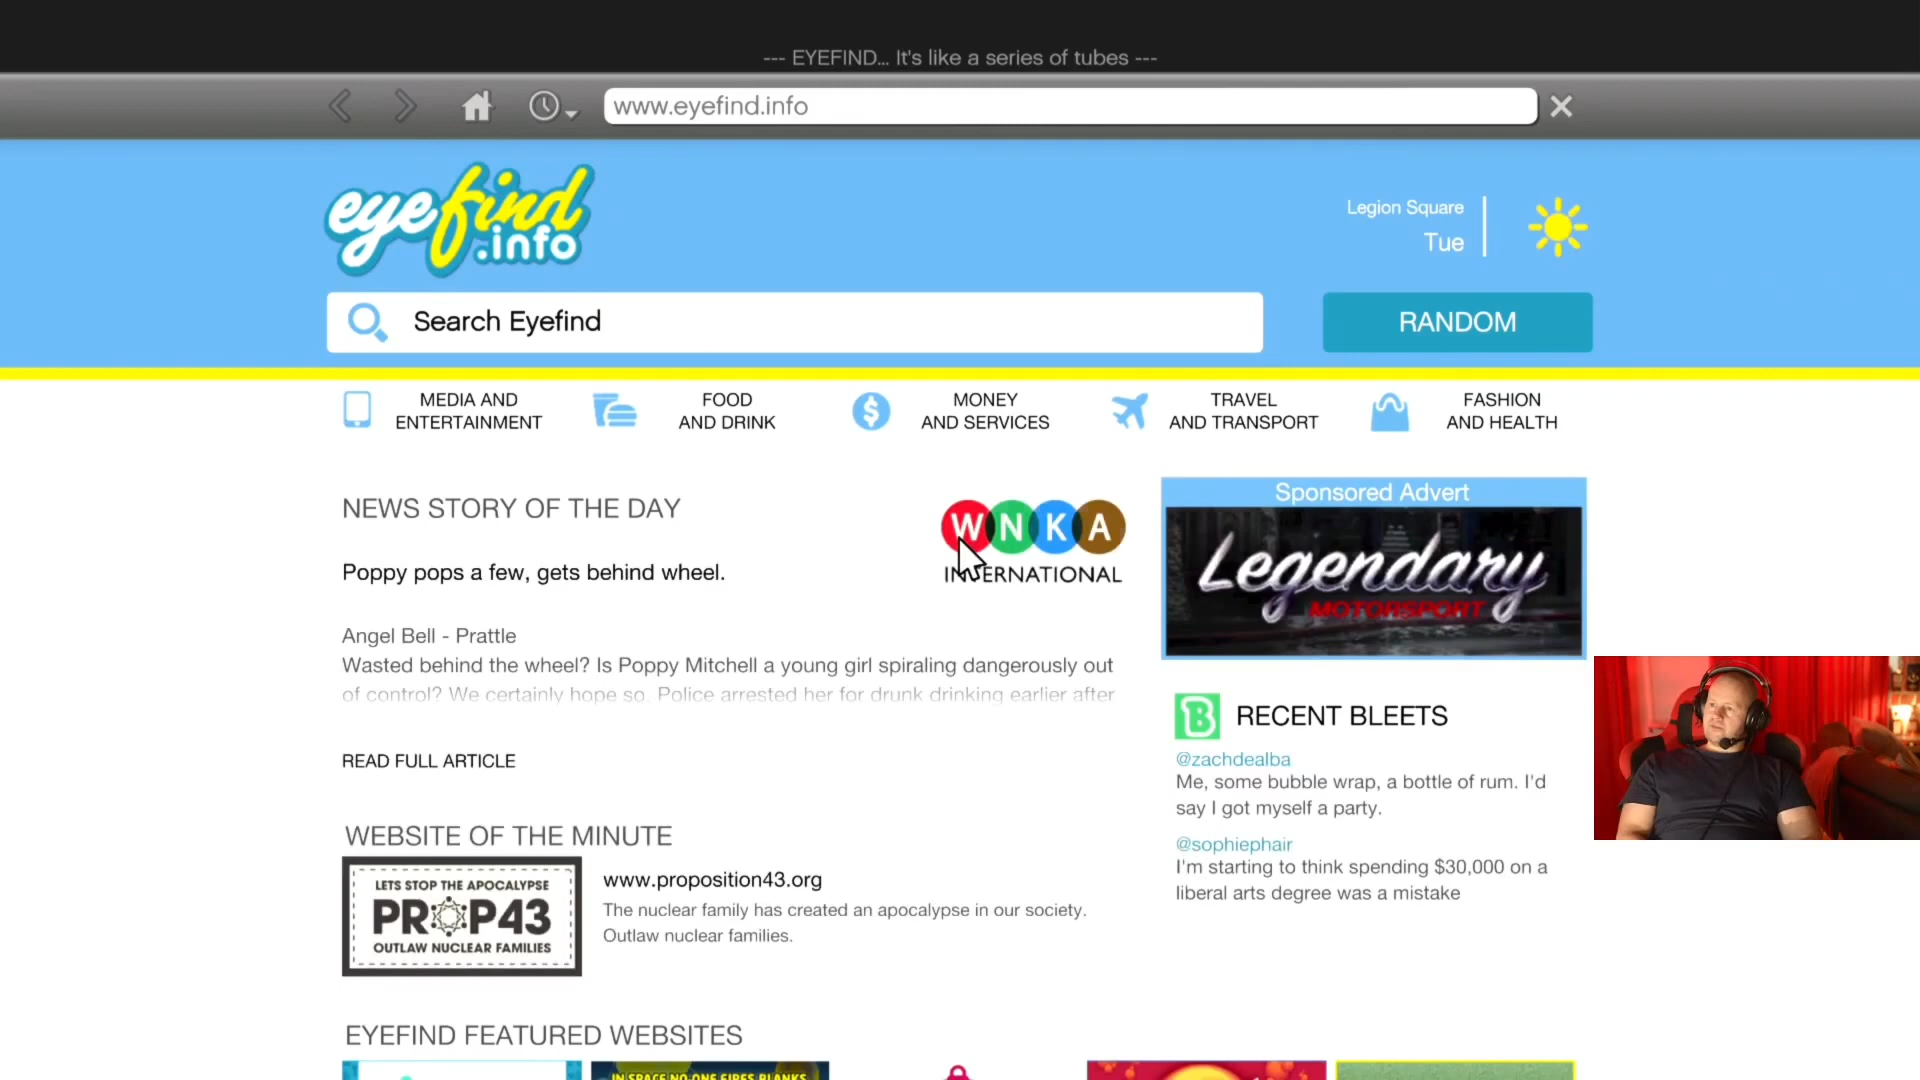 --- EYEFIND... It's like a series of tubes ---
www.eyefind.info
eyefind
.info
Legion Square
Tue
Search Eyefind
RANDOM
MEDIA AND
ENTERTAINMENT
FOOD
AND DRINK
MONEY
AND SERVICES
TRAVEL
AND TRANSPORT
FASHION
AND HEALTH
NEWS STORY OF THE DAY
WNKA
INTERNATIONAL
Poppy pops a few, gets behind wheel.
Angel Bell - Prattle
Wasted behind the wheel? Is Poppy Mitchell a young girl spiraling dangerously out
of control? We certainly hope so. Police arrested her for drunk drinking earlier after
READ FULL ARTICLE
Sponsored Advert
Legendary
MOTORSPORT
B RECENT BLEETS
@zachdealba
Me, some bubble wrap, a bottle of rum. I'd
say I got myself a party.
@sophiephair
I'm starting to think spending $30,000 on a
liberal arts degree was a mistake
WEBSITE OF THE MINUTE
LETS STOP THE APOCALYPSE
PROP43
OUTLAW NUCLEAR FAMILIES
www.proposition43.org
The nuclear family has created an apocalypse in our society.
Outlaw nuclear families.
EYEFIND FEATURED WEBSITES
IN SPACE NO ONE FIRES BLANKS